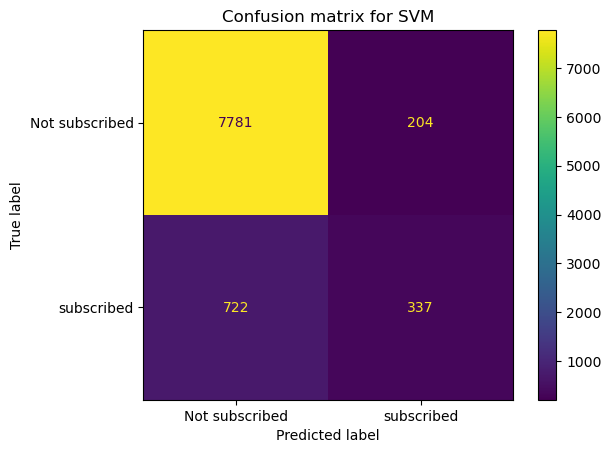 Confusion matrix for SVM
True label
Not subscribed
subscribed
7781
204
722
337
Not subscribed
subscribed
Predicted label
7000
6000
5000
4000
3000
2000
1000